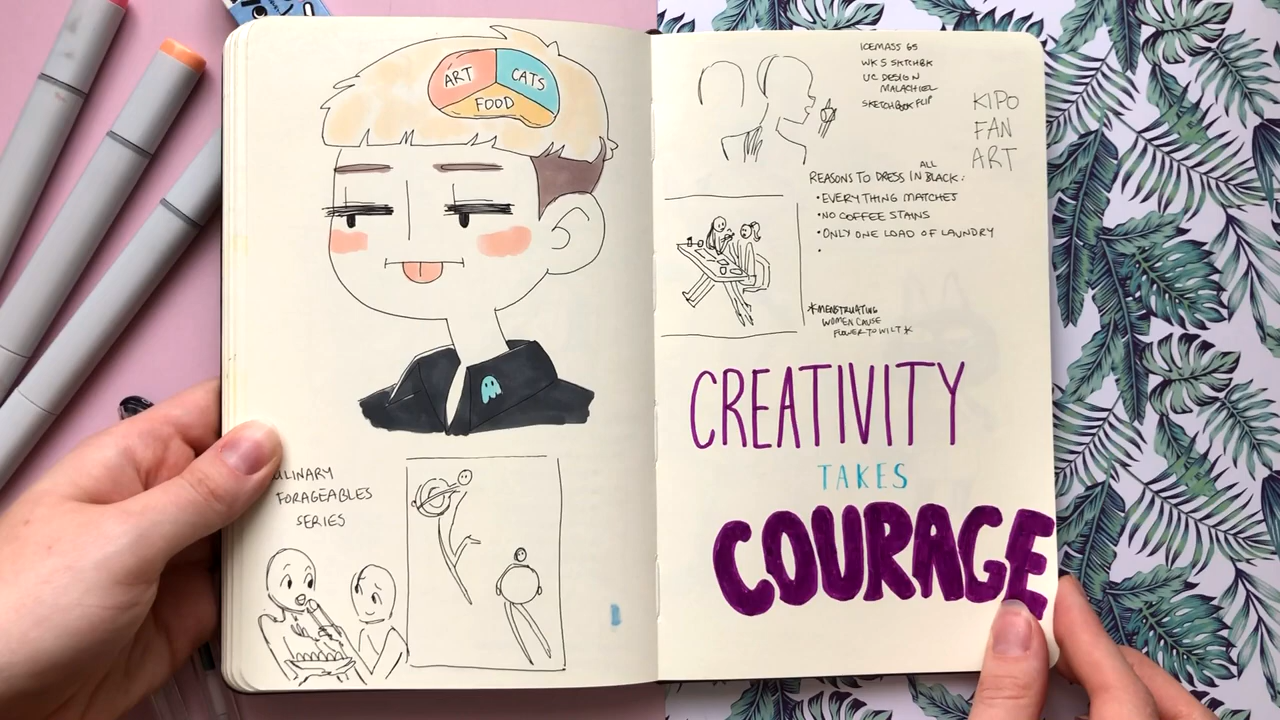 ART
CATS
FOOD
ULINARY
FORAGEABLES
SERIES
ICEMASS 65
WK 5 SKTCHBK
UC DESIGN
SKETCHBOOK FLIP
KIPO
FAN
ART
ALL
REASONS TO DRESS IN BLACK:
• EVERYTHING MATCHES
• NO COFFEE STAINS
• ONLY ONE LOAD OF LAUNDRY
•
*MENSTRUATING
WOMEN CAUSE
FLOWER TO WILT*
CREATIVITY
TAKES
COURAGE